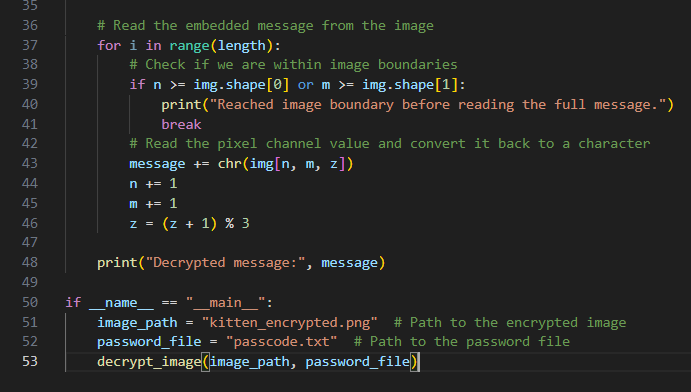 35
36 # Read the embedded message from the image
37 for i in range(length):
38 # Check if we are within image boundaries
39 if n >= img.shape[0] or m >= img.shape[1]:
40 print("Reached image boundary before reading the full message.")
41 break
42 # Read the pixel channel value and convert it back to a character
43 message += chr(img[n, m, z])
44 n += 1
45 m += 1
46 z = (z + 1) % 3
47
48 print("Decrypted message:", message)
49
50 if __name__ == "__main__":
51 image_path = "kitten_encrypted.png"  # Path to the encrypted image
52 password_file = "passcode.txt"  # Path to the password file
53 decrypt_image(image_path, password_file)